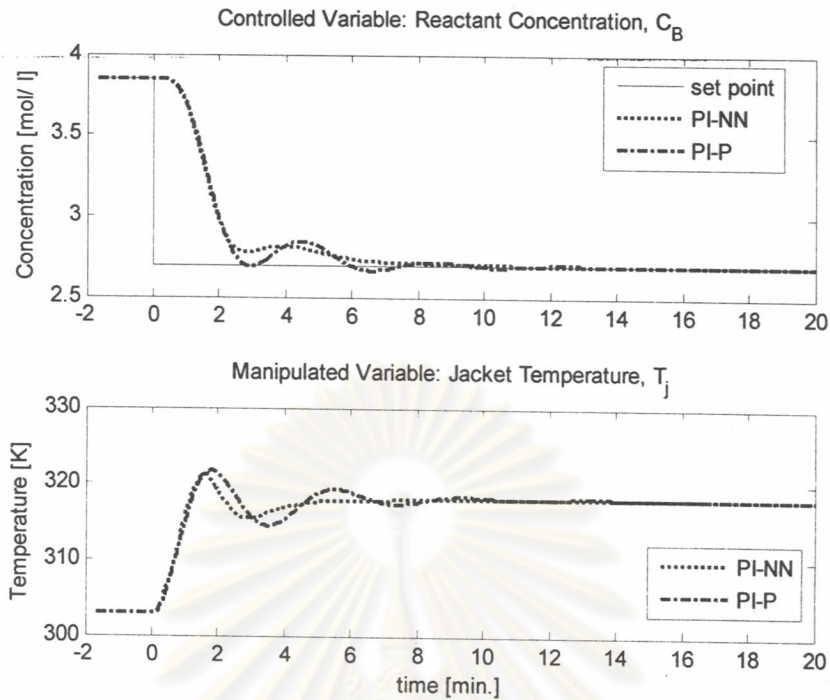 Controlled Variable: Reactant Concentration, C_B
4
3.5
3
2.5
Concentration [mol/ l]
set point
PI-NN
PI-P
-2 0 2 4 6 8 10 12 14 16 18 20
Manipulated Variable: Jacket Temperature, T_j
330
320
310
300
Temperature [K]
PI-NN
PI-P
-2 0 2 4 6 8 10 12 14 16 18 20
time [min.]